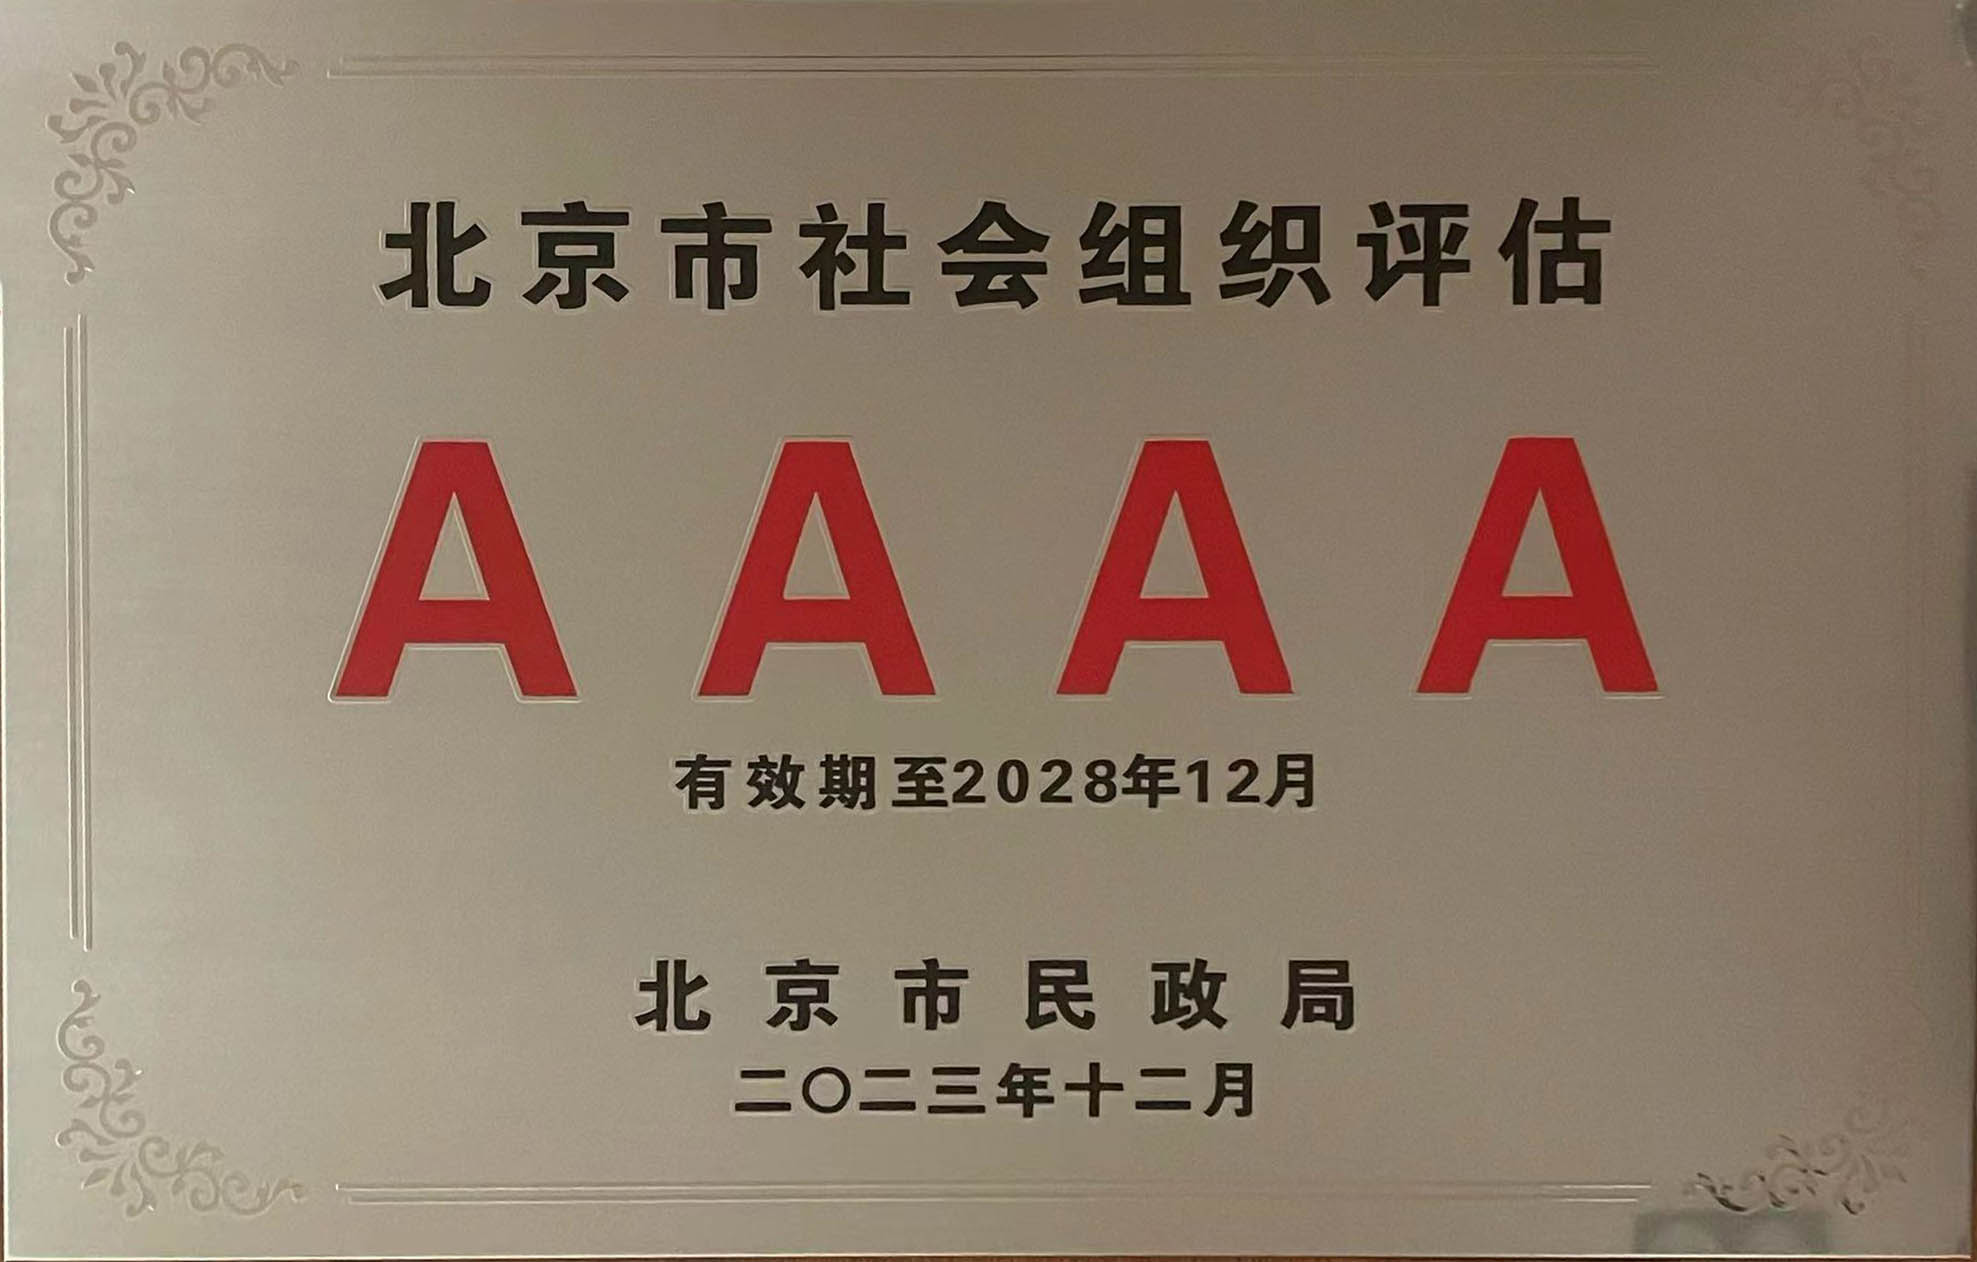 北京市社会组织评估
AAAA
有效期至2028年12月
北京市民政局
二〇二三年十二月